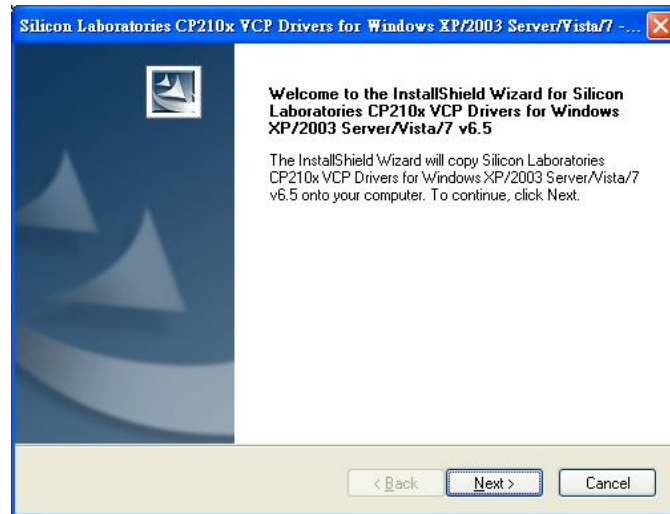 Silicon Laboratories CP210x VCP Drivers for Windows XP/2003 Server/Vista/7 -...
Welcome to the InstallShield Wizard for Silicon
Laboratories CP210x VCP Drivers for Windows
XP/2003 Server/Vista/7 v6.5
The InstallShield Wizard will copy Silicon Laboratories
CP210x VCP Drivers for Windows XP/2003 Server/Vista/7
v6.5 onto your computer. To continue, click Next.
< Back
Next >
Cancel